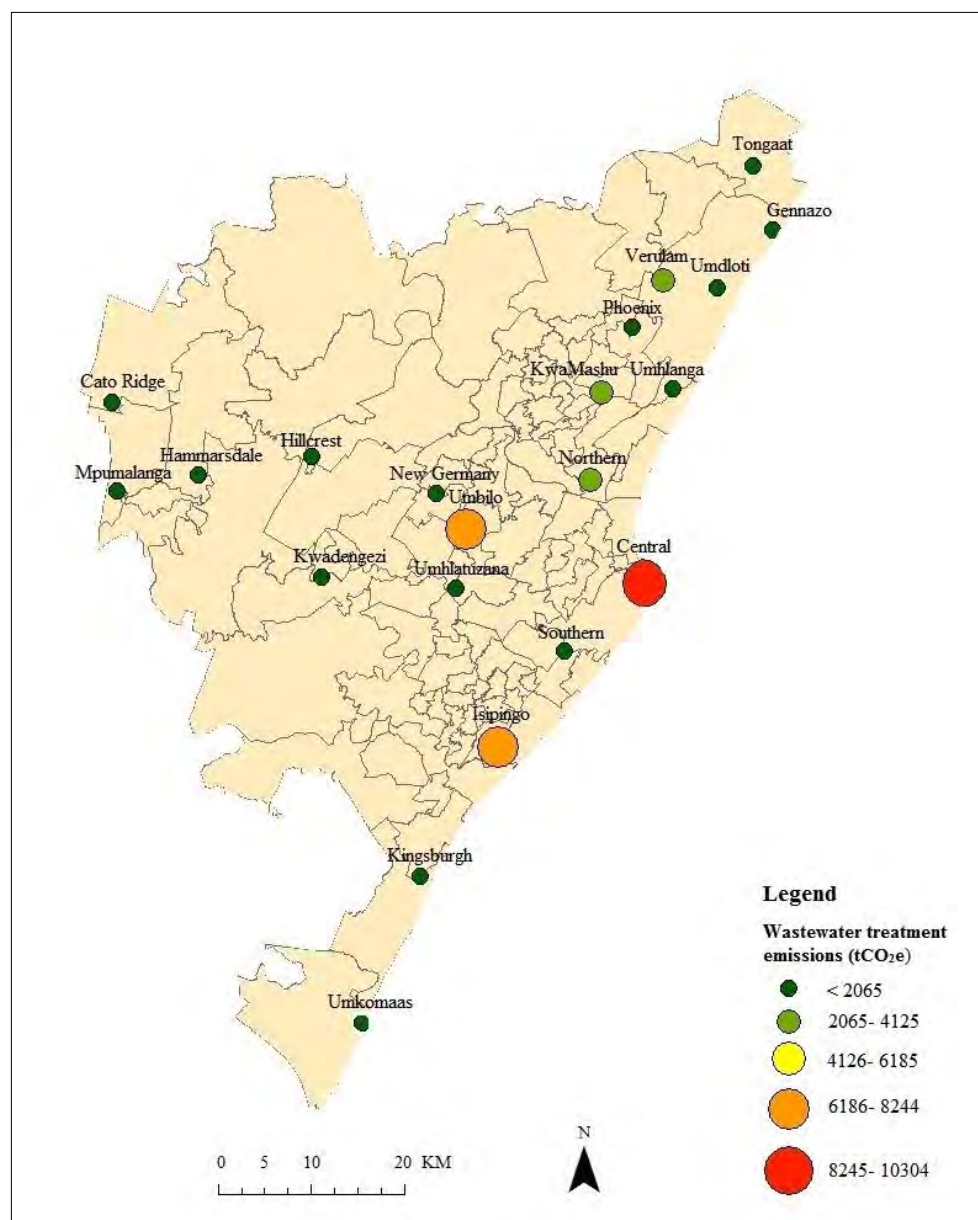 Tongaat
Gennazo
Verulam
Umdloti
Phoenix
KwaMashu
Umhlanga
Cato Ridge
Hillcrest
Hammarsdale
Mpumalanga
Northern
New Germany
Umbilo
Central
Kwadengezi
Umhlatuzana
Southern
Isipingo
Kingsburgh
Umkomaas
Legend
Wastewater treatment
emissions (tCO₂e)
< 2065
2065- 4125
4126- 6185
6186- 8244
8245- 10304
0 5 10 20 KM
N